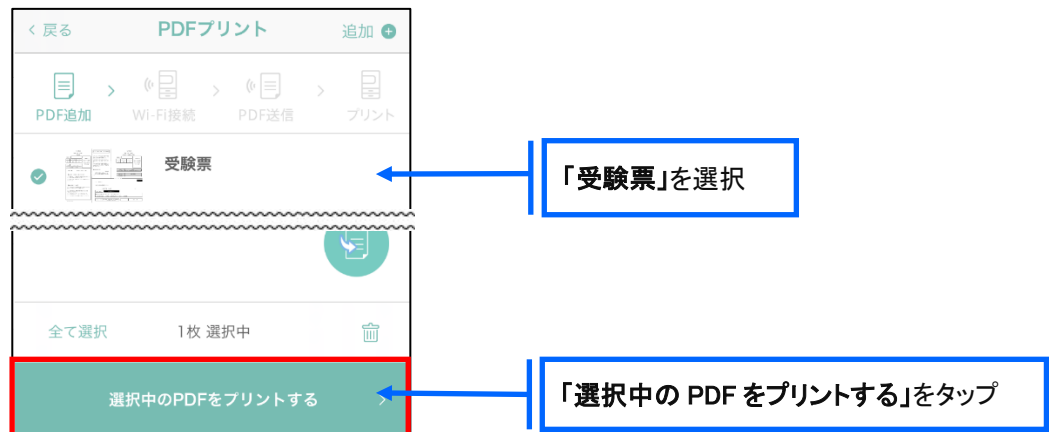 戻る PDFプリント 追加
PDF追加 Wi-Fi接続 PDF送信 プリント
受験票
「受験票」を選択
全て選択 1枚 選択中
選択中のPDFをプリントする
「選択中の PDF をプリントする」をタップ